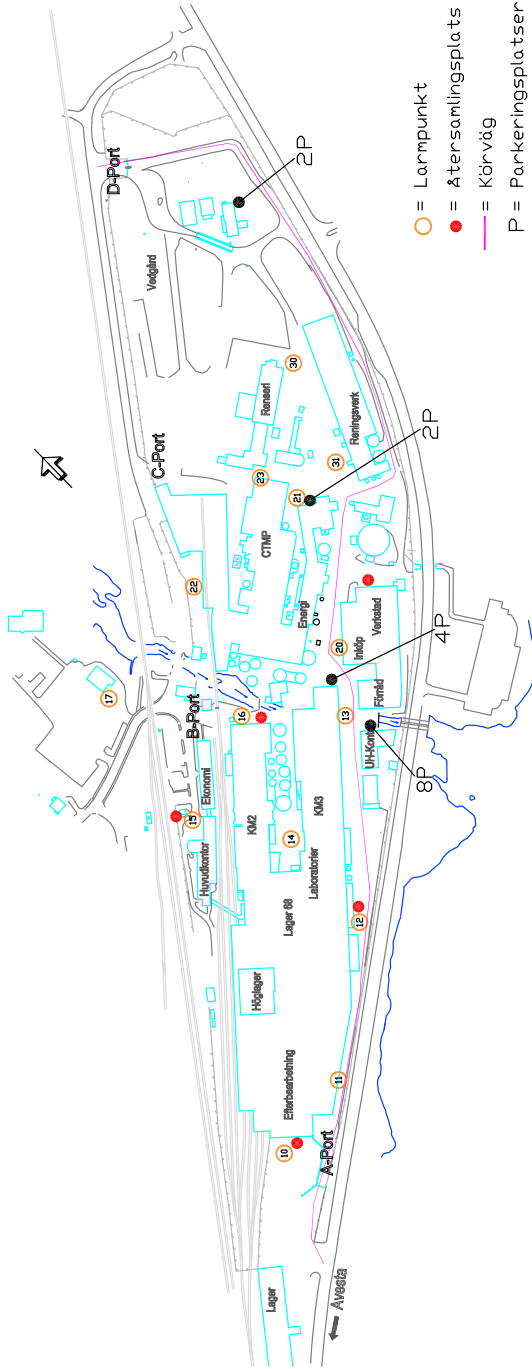 D-Port
2P
Vedgård
C-Port
Renseri
30
Reningsverk
23
31
21
2P
CTMP
22
Energi
17
20
Inköp
Verkstad
4P
B-Port
16
13
Förråd
UH-Kontor
8P
Ekonomi
15
KM2
KM3
14
Huvudkontor
Laboratorier
Lager 68
12
Höglager
Efterbearbetning
11
10
A-Port
Lager
Avesta
= Larmpunkt
= Återsamlingsplats
= Körväg
P = Parkeringsplatser